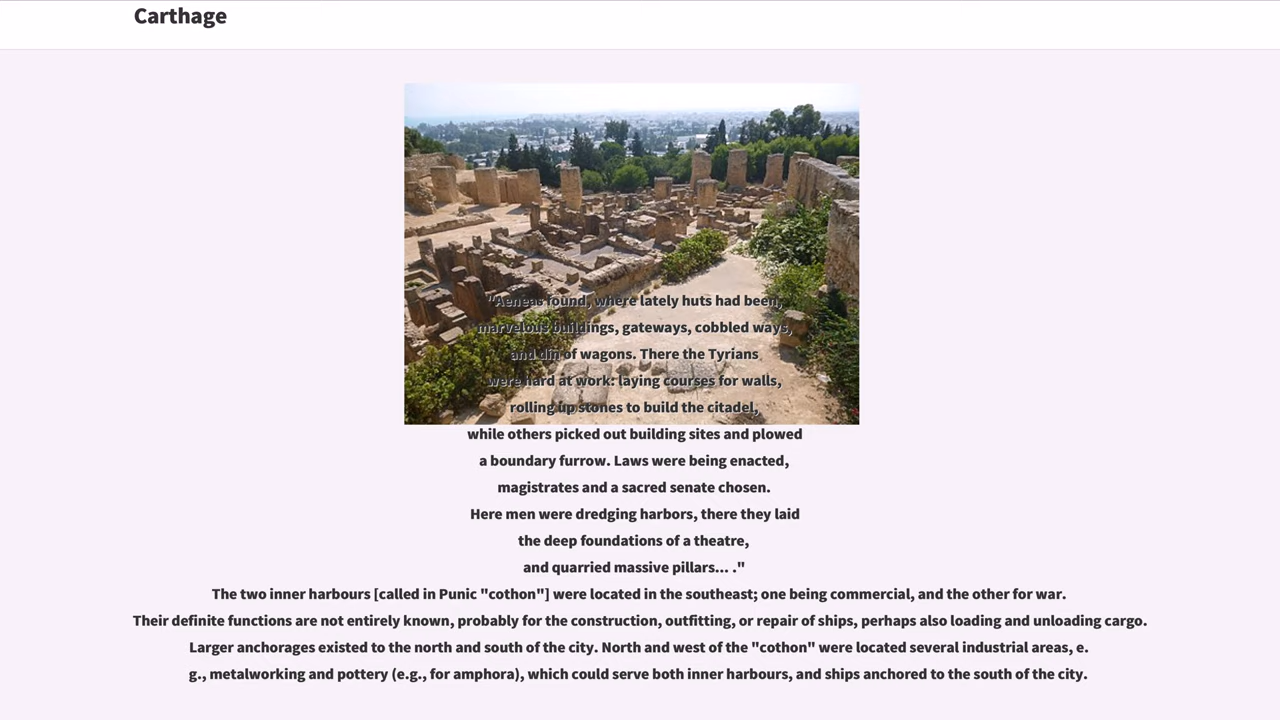 Carthage
"Aeneas found, where lately huts had been,
marvelous buildings, gateways, cobbled ways,
and din of wagons. There the Tyrians
were hard at work: laying courses for walls,
rolling up stones to build the citadel,
while others picked out building sites and plowed
a boundary furrow. Laws were being enacted,
magistrates and a sacred senate chosen.
Here men were dredging harbors, there they laid
the deep foundations of a theatre,
and quarried massive pillars... ."
The two inner harbours [called in Punic "cothon"] were located in the southeast; one being commercial, and the other for war.
Their definite functions are not entirely known, probably for the construction, outfitting, or repair of ships, perhaps also loading and unloading cargo.
Larger anchorages existed to the north and south of the city. North and west of the "cothon" were located several industrial areas, e.
g., metalworking and pottery (e.g., for amphora), which could serve both inner harbours, and ships anchored to the south of the city.